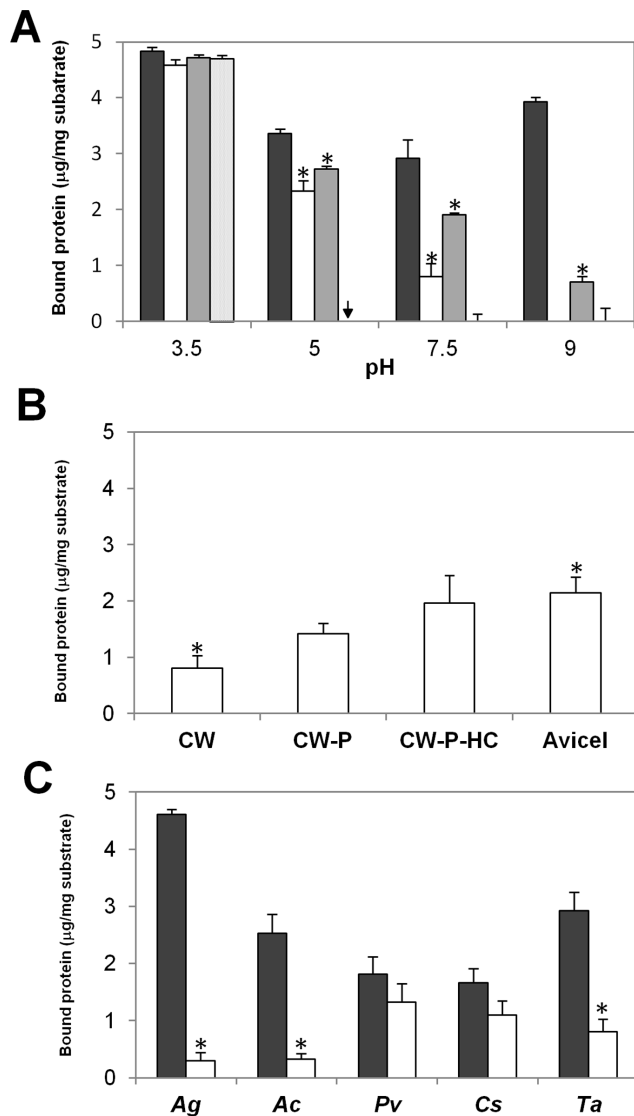 A
Bound protein (µg/mg subatrate)
5
4
3
2
1
0
* *
*
*
*
3.5 5 7.5 9
pH
B
Bound protein (µg/mg substrate)
5
4
3
2
1
0
*
*
CW CW-P CW-P-HC Avicel
C
Bound protein (µg/mg substrate)
5
4
3
2
1
0
* * *
Ag Ac Pv Cs Ta